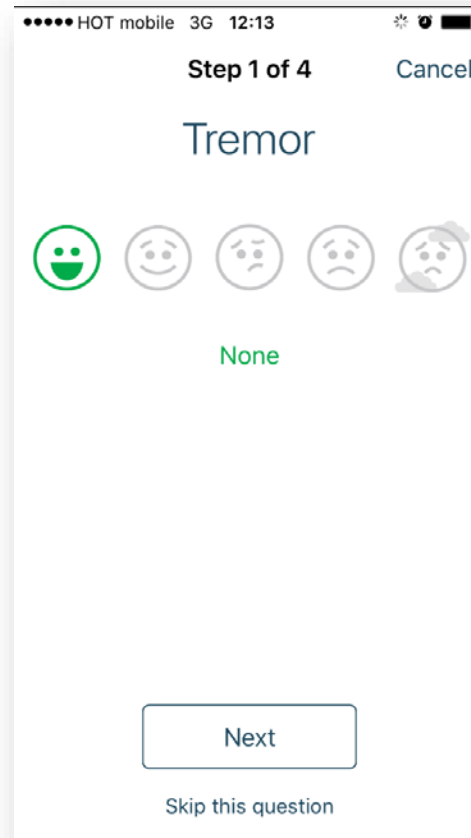 HOT mobile 3G 12:13
Step 1 of 4 Cancel
Tremor
None
Next
Skip this question